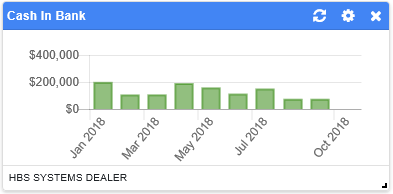 Cash In Bank
$400,000
$200,000
$0
Jan 2018
Mar 2018
May 2018
Jul 2018
Oct 2018
HBS SYSTEMS DEALER